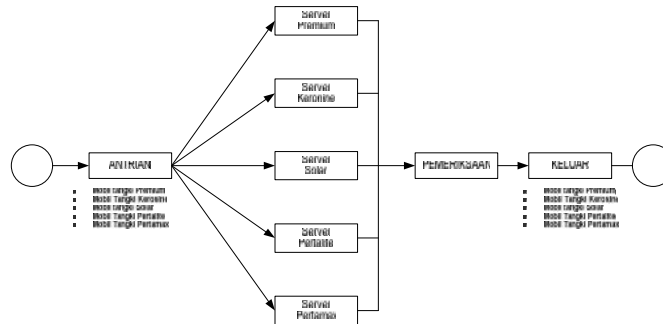 Server
Premium
Server
Kerosine
ANTRIAN
Server
Solar
PEMERIKSAAN
KELUAR
Mobil tangki Premium
Mobil Tangki Kerosine
Mobil tangki Solar
Mobil Tangki Pertalite
Mobil Tangki Pertamax
Mobil tangki Premium
Mobil Tangki Kerosine
Mobil tangki Solar
Mobil Tangki Pertalite
Mobil Tangki Pertamax
Server
Pertalite
Server
Pertamax